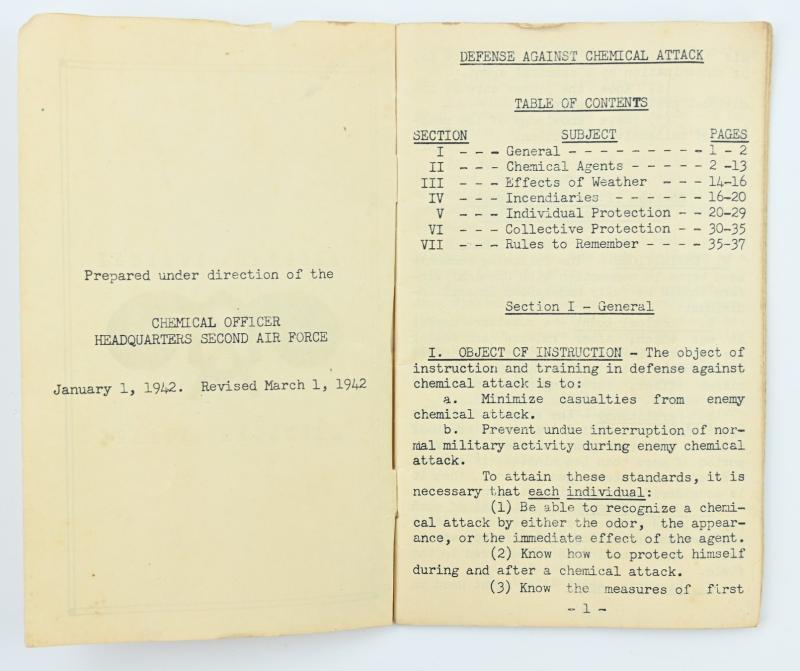 Prepared under direction of the
CHEMICAL OFFICER
HEADQUARTERS SECOND AIR FORCE
January 1, 1942. Revised March 1, 1942
DEFENSE AGAINST CHEMICAL ATTACK
TABLE OF CONTENTS
SECTION SUBJECT PAGES
I - - - General - - - - - - - - - 1 - 2
II - - - Chemical Agents - - - - - 2 -13
III - - - Effects of Weather - - - 14-16
IV - - - Incendiaries - - - - - - 16-20
V - - - Individual Protection - - 20-29
VI - - - Collective Protection - - 30-35
VII - - - Rules to Remember - - - - 35-37
Section I - General
I. OBJECT OF INSTRUCTION - The object of
instruction and training in defense against
chemical attack is to:
a. Minimize casualties from enemy
chemical attack.
b. Prevent undue interruption of nor-
mal military activity during enemy chemical
attack.
To attain these standards, it is
necessary that each individual:
(1) Be able to recognize a chemi-
cal attack by either the odor, the appear-
ance, or the immediate effect of the agent.
(2) Know how to protect himself
during and after a chemical attack.
(3) Know the measures of first
- 1 -